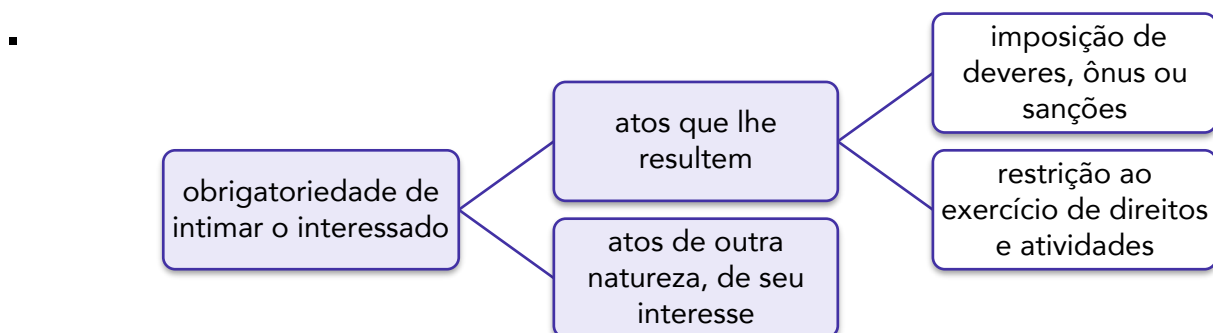 obrigatoriedade de
intimar o interessado
atos que lhe
resultem
imposição de
deveres, ônus ou
sanções
restrição ao
exercício de direitos
e atividades
atos de outra
natureza, de seu
interesse